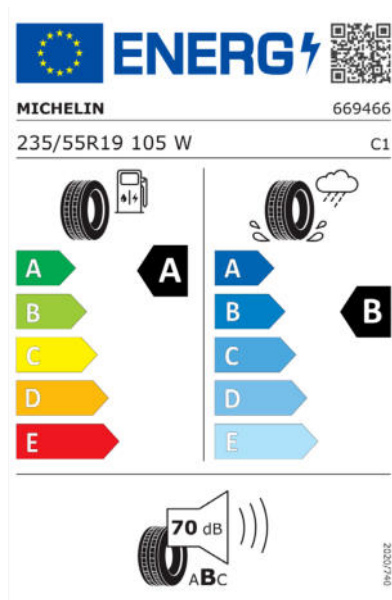 ENERG
MICHELIN 669466
235/55R19 105 W C1
A A A
B B B
C C
D D
E E
70 dB
ABC
2020/740